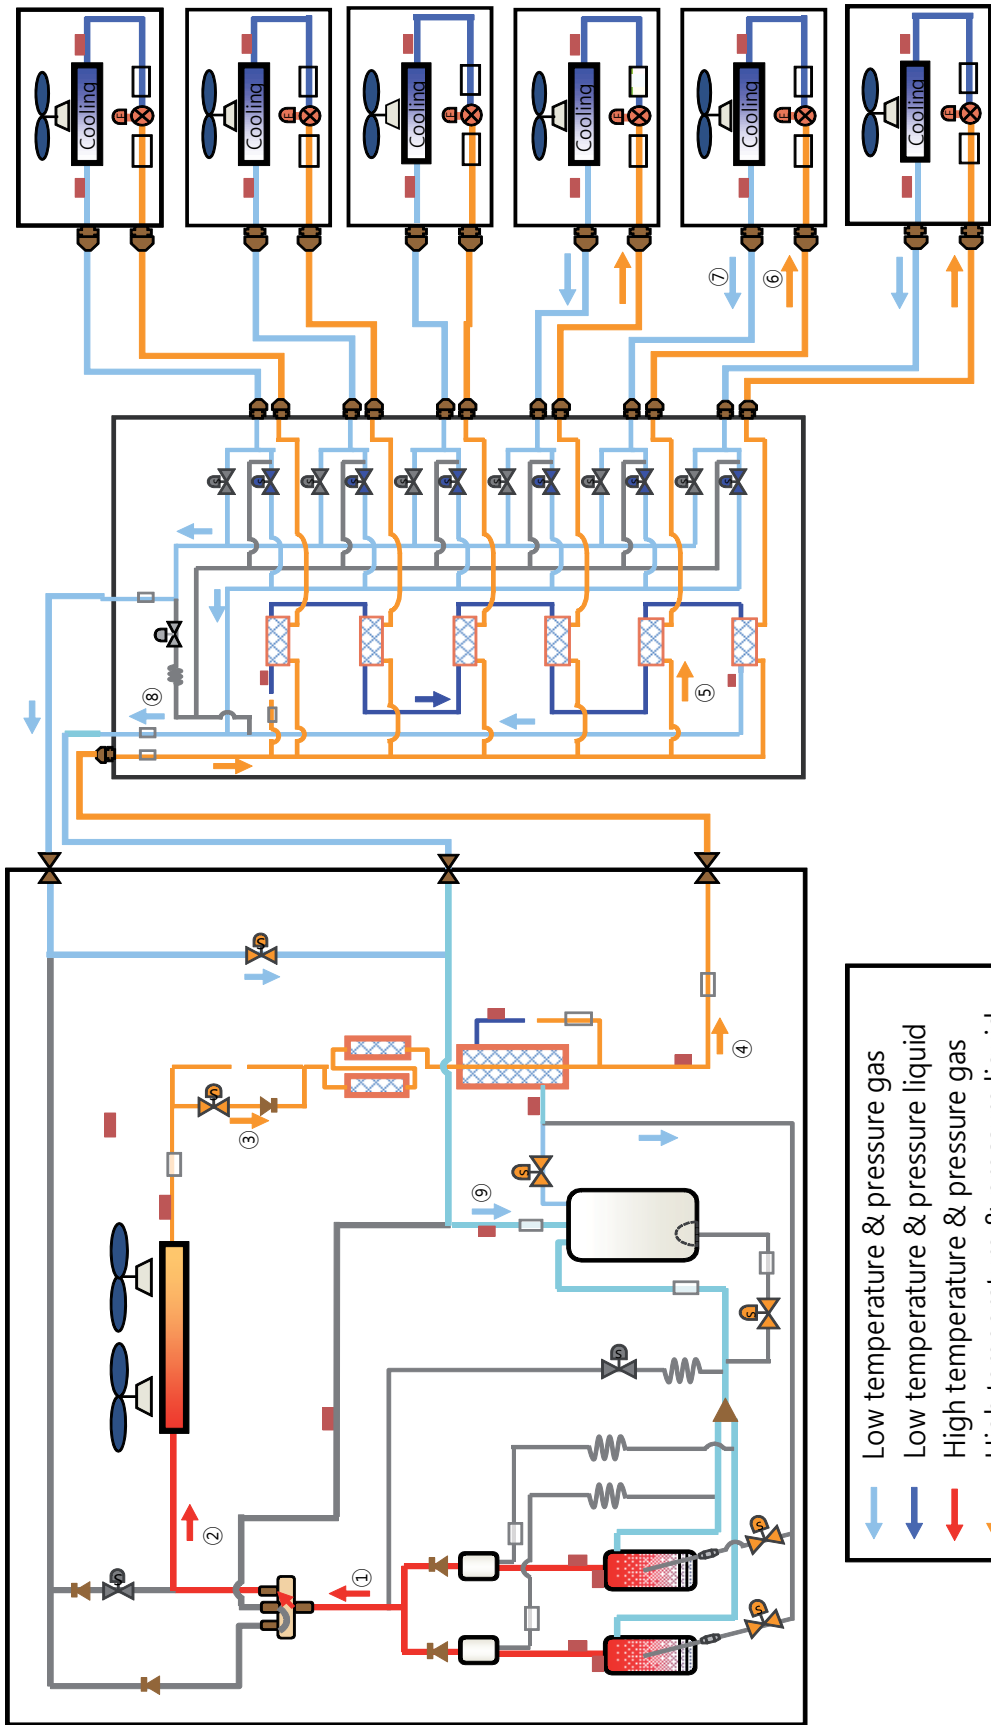 Cooling
Cooling
Cooling
Cooling
Cooling
Cooling
E
E
E
E
E
E
⑦
⑥
S
S
S
S
S
S
⑧
⑤
S
④
S
③
S
⑨
S
S
②
S
①
S
S
Low temperature & pressure gas
Low temperature & pressure liquid
High temperature & pressure gas